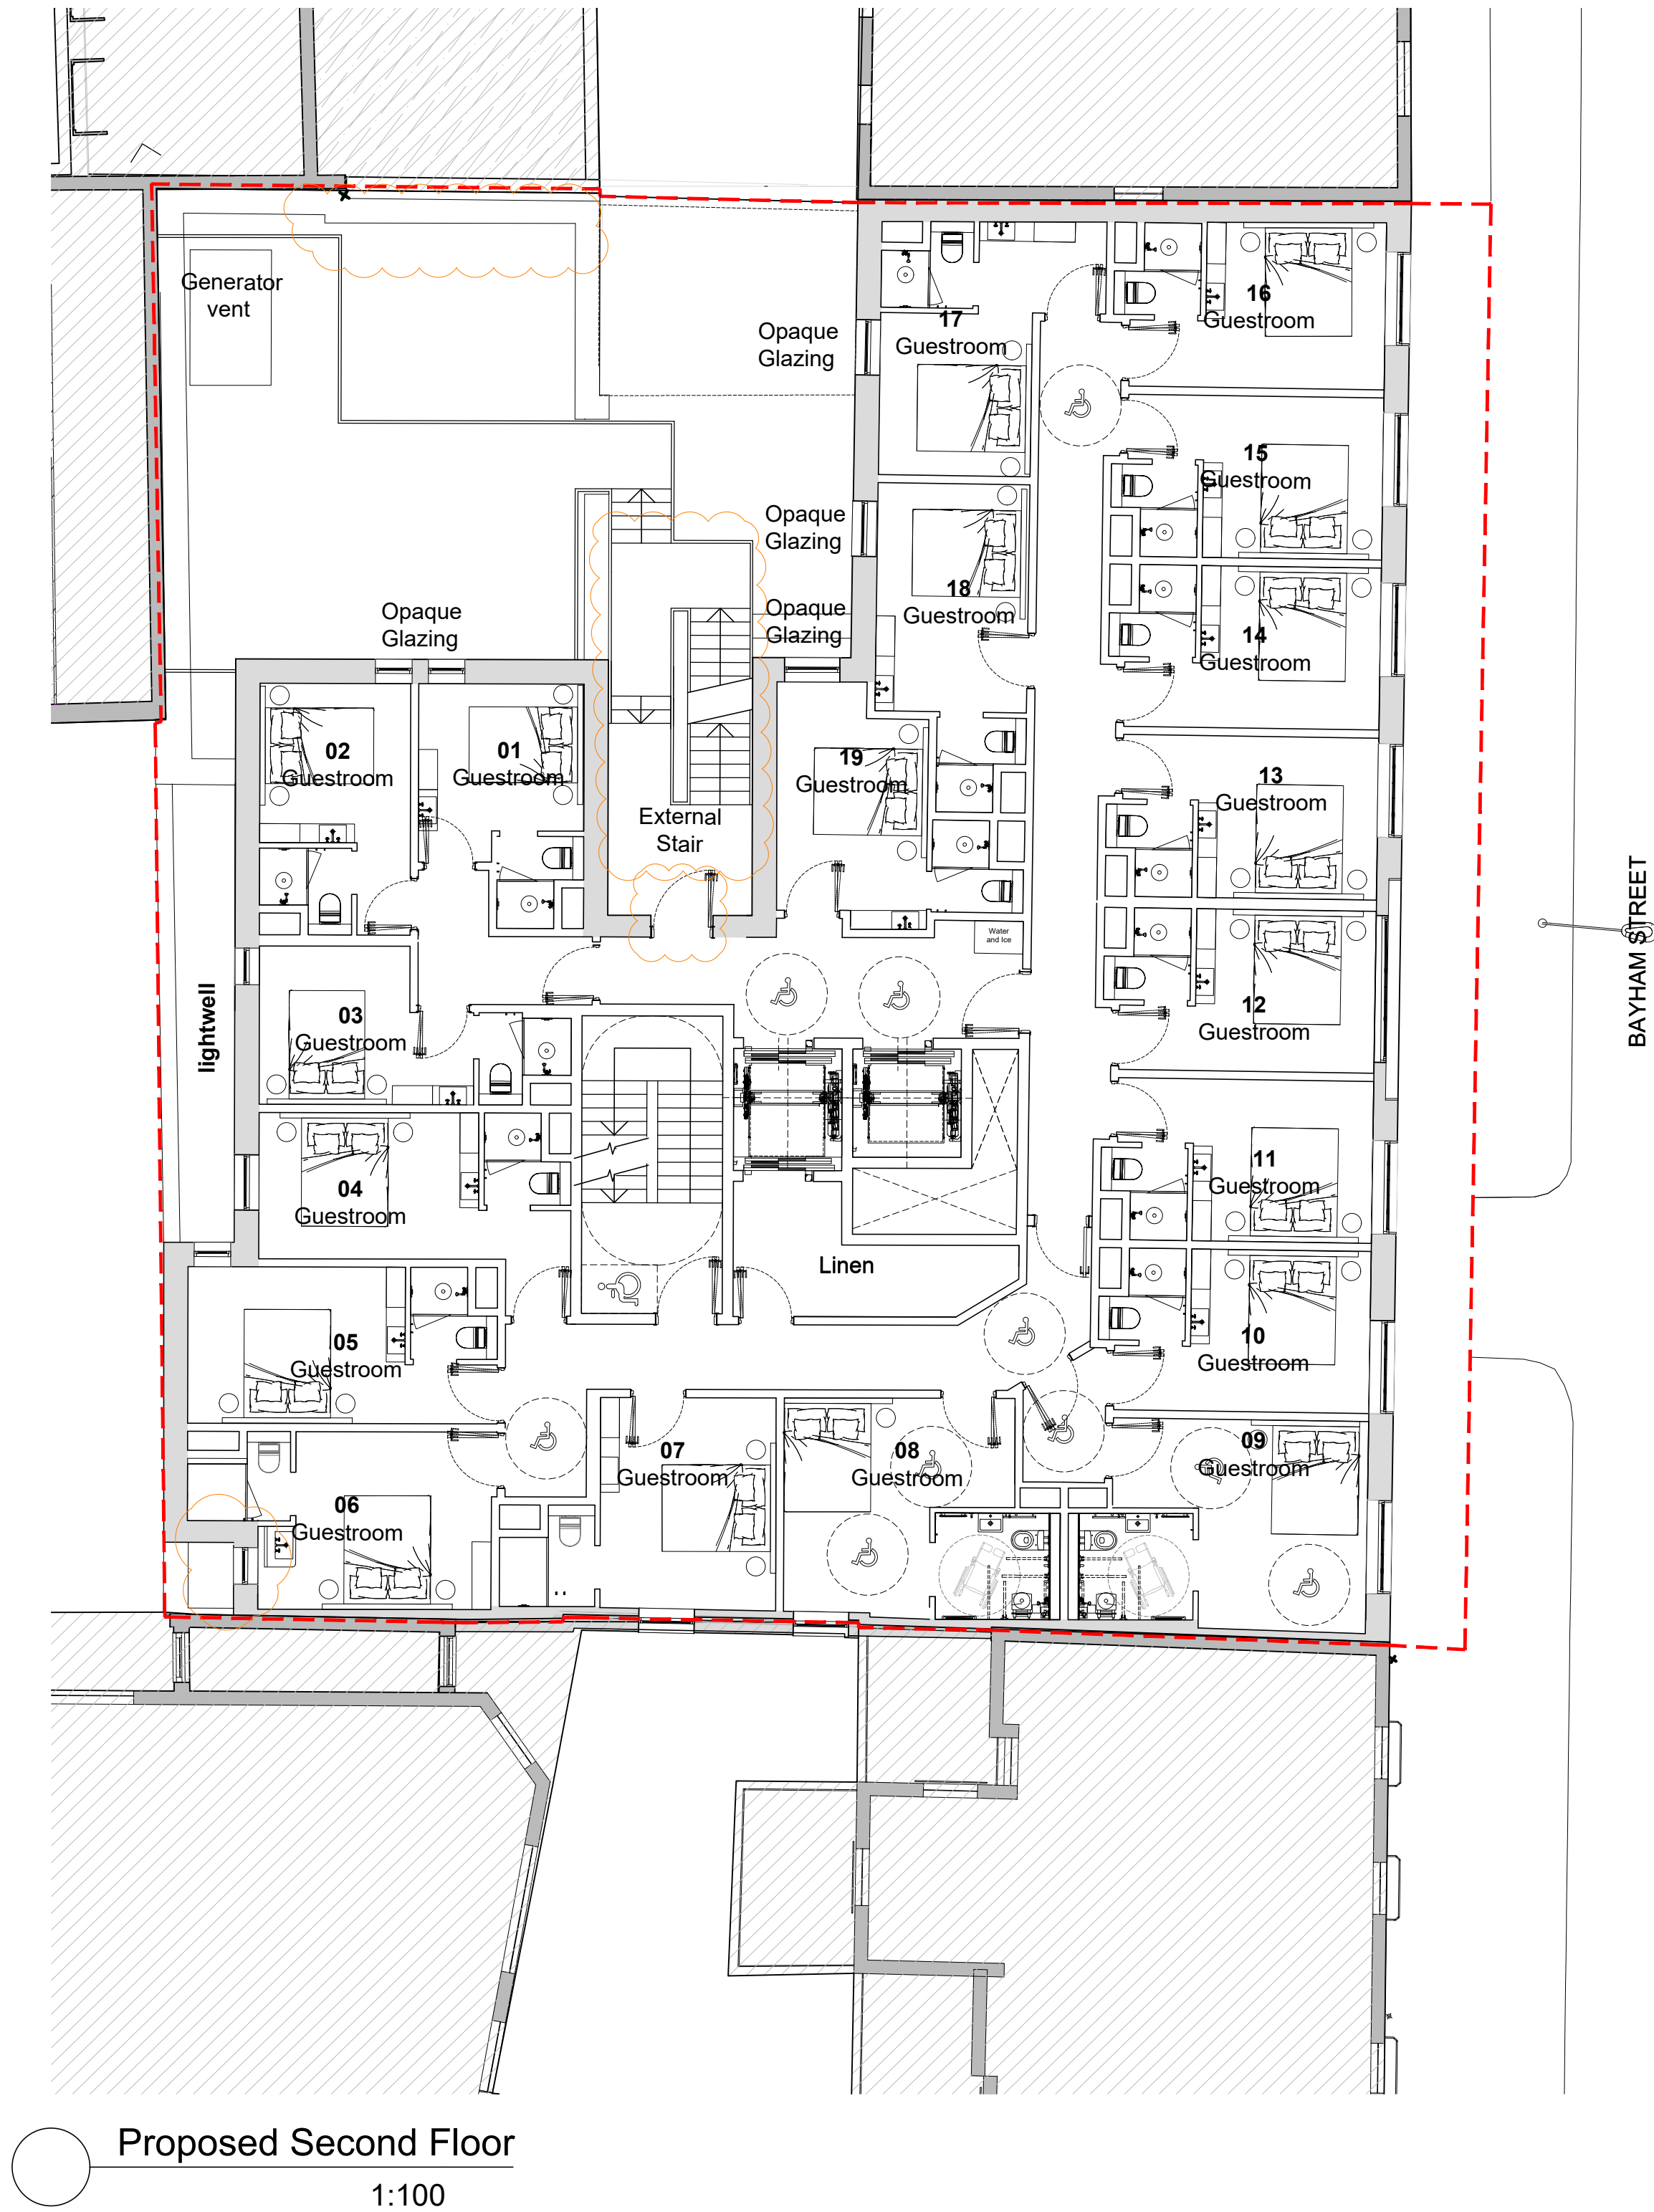 Generator
vent
Opaque
Glazing
17
Guestroom
16
Guestroom
15
Guestroom
Opaque
Glazing
18
Guestroom
Opaque
Glazing
14
Guestroom
Opaque
Glazing
02
Guestroom
01
Guestroom
19
Guestroom
13
Guestroom
External
Stair
Water
and Ice
BAYHAM STREET
lightwell
03
Guestroom
12
Guestroom
04
Guestroom
11
Guestroom
Linen
05
Guestroom
10
Guestroom
07
Guestroom
08
Guestroom
09
Guestroom
06
Guestroom
Proposed Second Floor
1:100